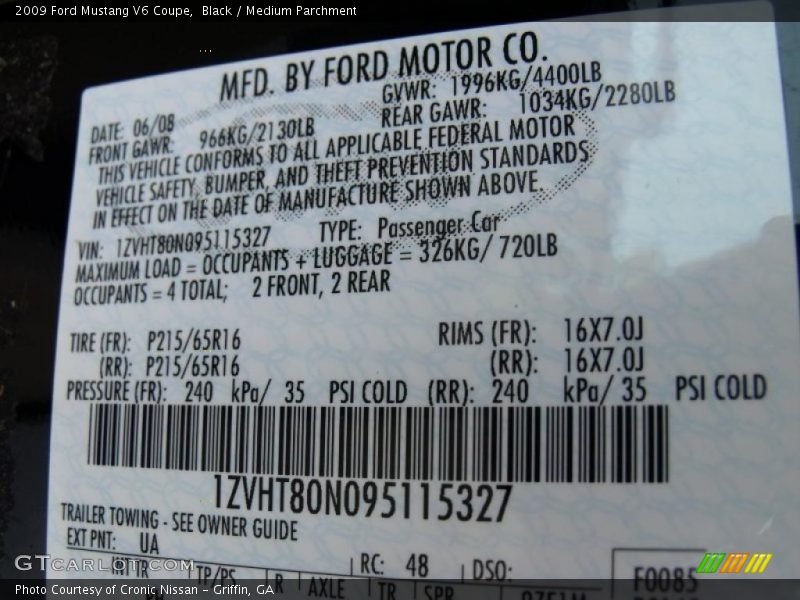 2009 Ford Mustang V6 Coupe,  Black / Medium Parchment
MFD. BY FORD MOTOR CO.
DATE: 06/08 GVWR: 1996KG/4400LB
FRONT GAWR: 966KG/2130LB REAR GAWR: 1034KG/2280LB
THIS VEHICLE CONFORMS TO ALL APPLICABLE FEDERAL MOTOR
VEHICLE SAFETY, BUMPER, AND THEFT PREVENTION STANDARDS
IN EFFECT ON THE DATE OF MANUFACTURE SHOWN ABOVE.
VIN: 1ZVHT80N095115327 TYPE: Passenger Car
MAXIMUM LOAD = OCCUPANTS + LUGGAGE = 326KG/ 720LB
OCCUPANTS = 4 TOTAL; 2 FRONT, 2 REAR
TIRE (FR): P215/65R16 RIMS (FR): 16X7.0J
(RR): P215/65R16 (RR): 16X7.0J
PRESSURE (FR): 240 kPa/ 35 PSI COLD (RR): 240 kPa/ 35 PSI COLD
1ZVHT80N095115327
TRAILER TOWING - SEE OWNER GUIDE
EXT PNT: UA RC: 48 DSO: F0085
INT TR TP/PS R AXLE TR SPR
GTCarLot.com
Photo Courtesy of Cronic Nissan – Griffin, GA